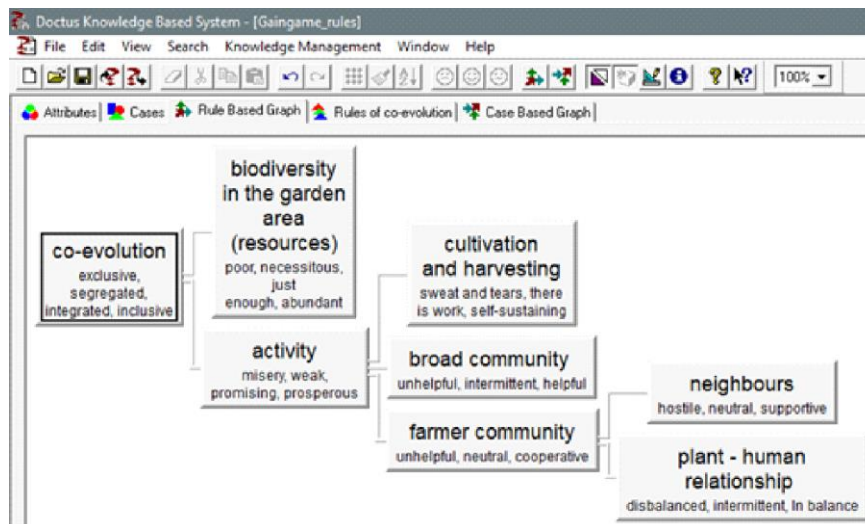 Doctus Knowledge Based System - [Gaingame_rules]
File Edit View Search Knowledge Management Window Help
100%
Attributes Cases Rule Based Graph Rules of co-evolution Case Based Graph
biodiversity
in the garden
area
(resources)
poor, necessitous,
just
enough, abundant
co-evolution
exclusive,
segregated,
integrated, inclusive
cultivation
and harvesting
sweat and tears, there
is work, self-sustaining
activity
misery, weak,
promising, prosperous
broad community
unhelpful, intermittent, helpful
neighbours
hostile, neutral, supportive
farmer community
unhelpful, neutral, cooperative
plant - human
relationship
disbalanced, intermittent, In balance